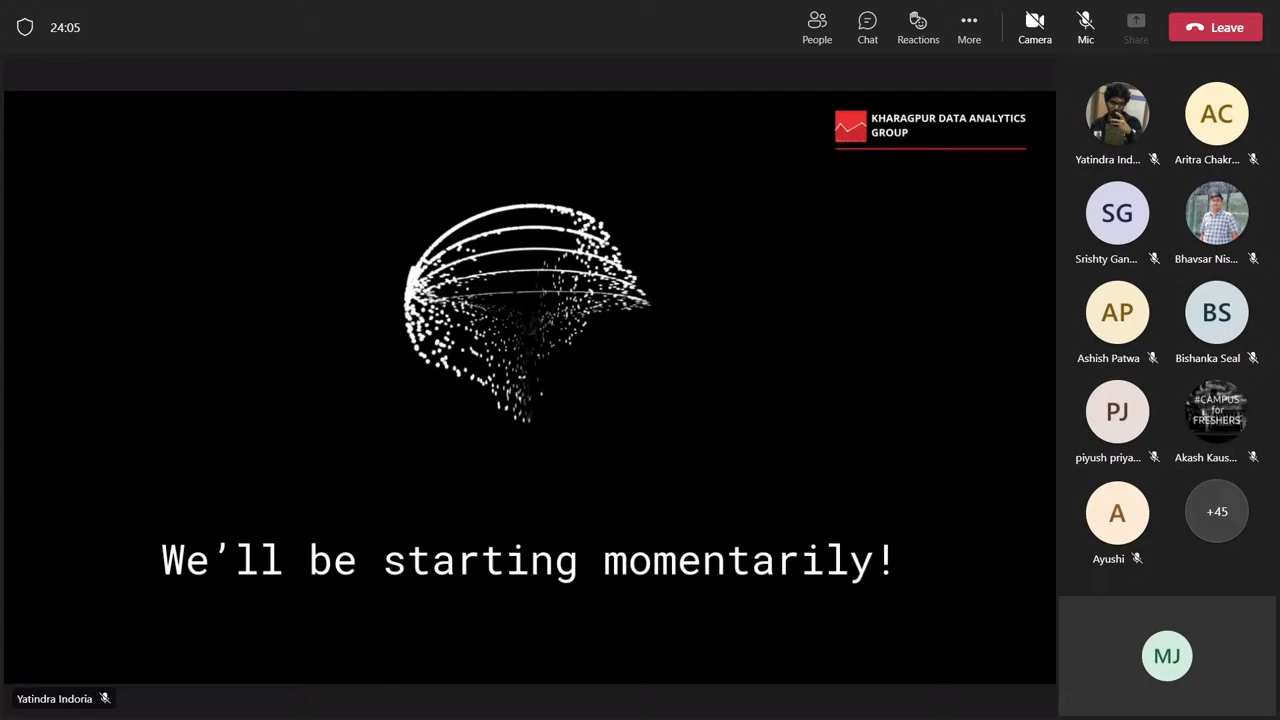 24:05
People
Chat
Reactions
More
Camera
Mic
Share
Leave
KHARAGPUR DATA ANALYTICS
GROUP
We’ll be starting momentarily!
Yatindra Indoria
Yatindra Ind...
AC
Aritra Chakr...
SG
Srishty Gan...
Bhavsar Nis...
AP
Ashish Patwa
BS
Bishanka Seal
PJ
piyush priya...
#CAMPUS
for
FRESHERS
Akash Kaus...
A
Ayushi
+45
MJ